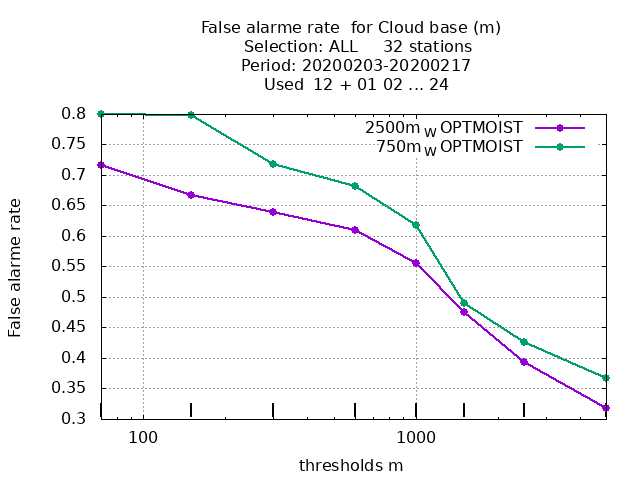 False alarme rate  for Cloud base (m)
Selection: ALL     32 stations
Period: 20200203-20200217
Used  12 + 01 02 ... 24
2500m W OPTMOIST
750m W OPTMOIST
0.8
0.75
0.7
0.65
0.6
0.55
0.5
0.45
0.4
0.35
0.3
False alarme rate
100
1000
thresholds m